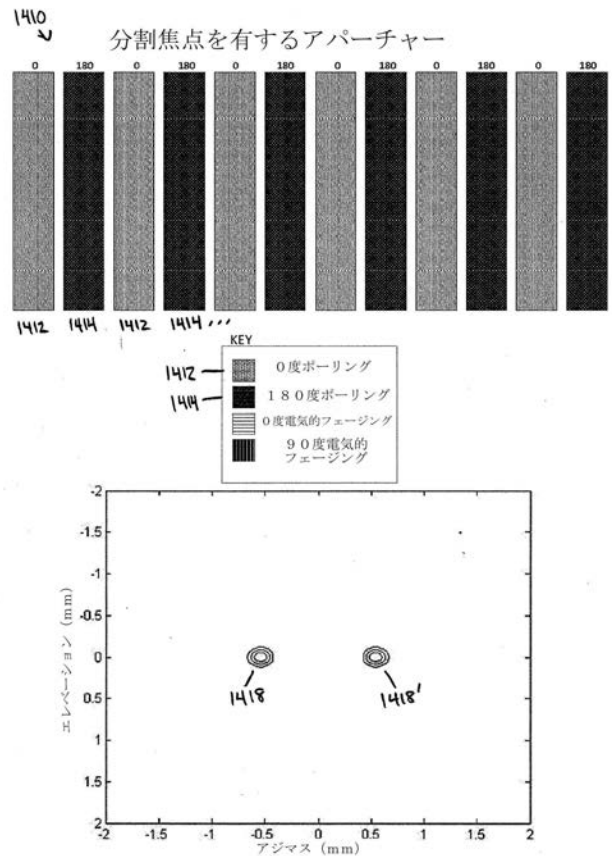 1410
分割焦点を有するアパーチャー
0 180 0 180 0 180 0 180 0 180 0 180
1412 1414 1412 1414 ...
KEY
1412 0度ポーリング
1414 180度ポーリング
0度電気的フェージング
90度電気的
フェージング
-2
-1.5
-1
-0.5
0
0.5
1
1.5
2
エレベーション (mm)
1418 1418'
-2 -1.5 -1 -0.5 0 0.5 1 1.5 2
アジマス (mm)